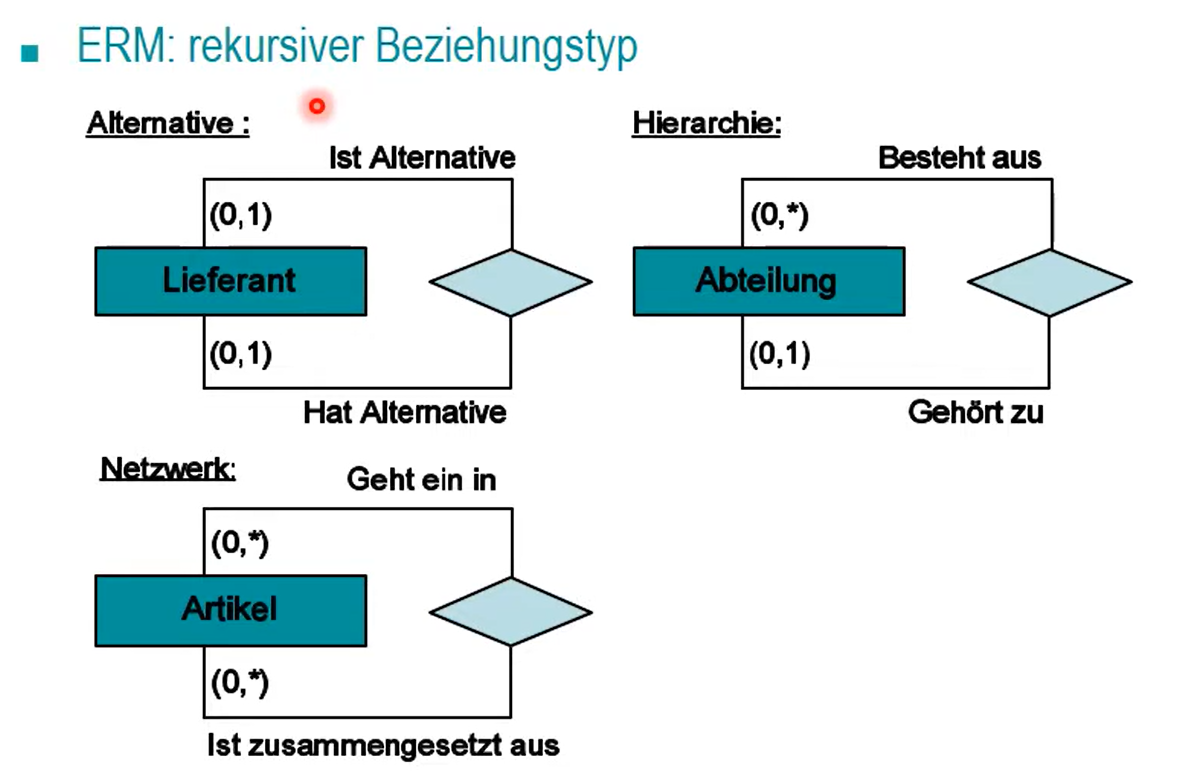 ERM: rekursiver Beziehungstyp
Alternative :
Ist Alternative
(0,1)
Lieferant
(0,1)
Hat Alternative
Hierarchie:
Besteht aus
(0,*)
Abteilung
(0,1)
Gehört zu
Netzwerk:
Geht ein in
(0,*)
Artikel
(0,*)
Ist zusammengesetzt aus